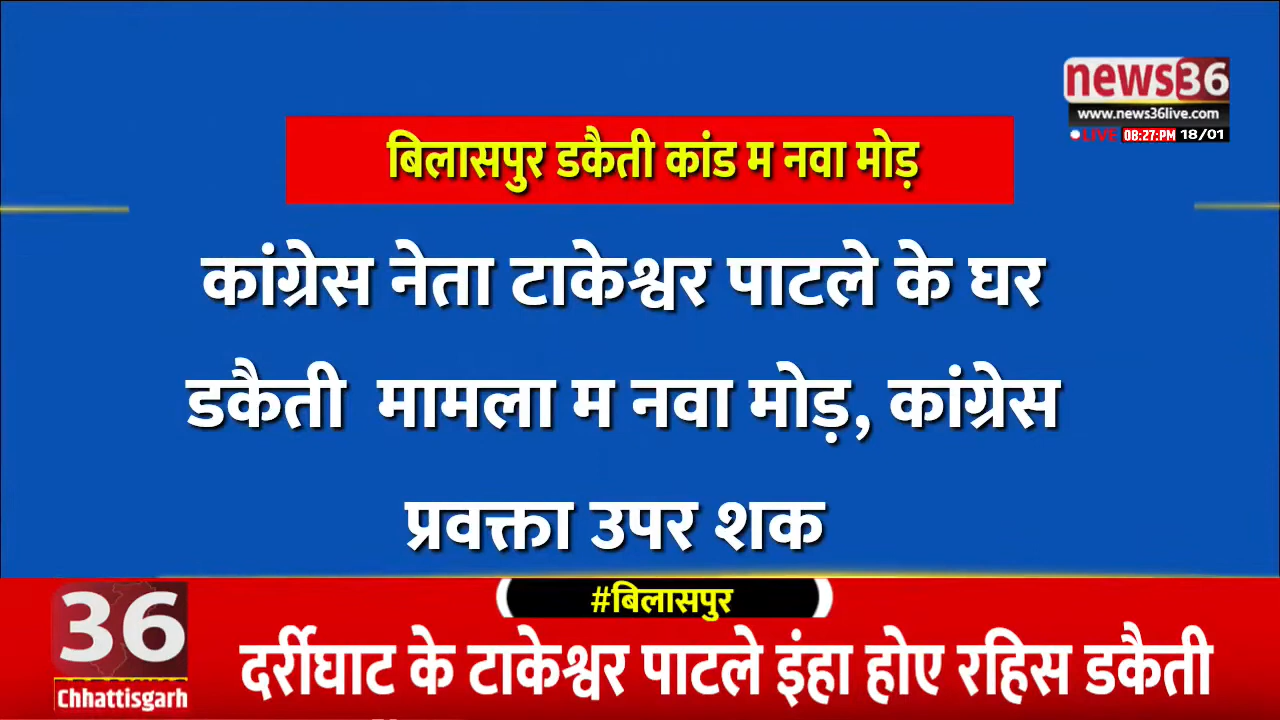 news36
www.news36live.com
LIVE 08:27:PM 18/01
बिलासपुर डकैती कांड म नवा मोड़
कांग्रेस नेता टाकेश्वर पाटले के घर
डकैती मामला म नवा मोड़, कांग्रेस
प्रवक्ता उपर शक
#बिलासपुर
36
Chhattisgarh
दर्रीघाट के टाकेश्वर पाटले इंहा होए रहिस डकैती